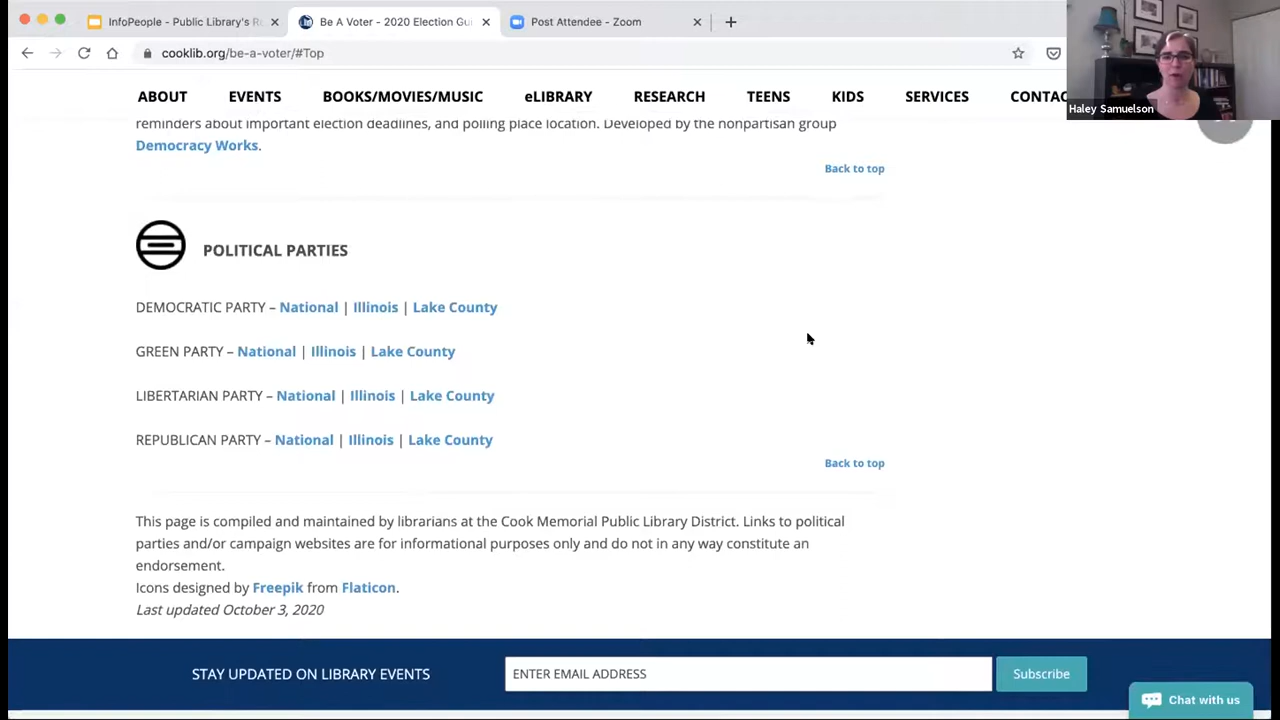 InfoPeople - Public Library's R
Be A Voter - 2020 Election Gui
Post Attendee - Zoom
cooklib.org/be-a-voter/#Top
Haley Samuelson
ABOUT EVENTS BOOKS/MOVIES/MUSIC eLIBRARY RESEARCH TEENS KIDS SERVICES CONTAC
reminders about important election deadlines, and polling place location. Developed by the nonpartisan group
Democracy Works.
Back to top
POLITICAL PARTIES
DEMOCRATIC PARTY – National | Illinois | Lake County
GREEN PARTY – National | Illinois | Lake County
LIBERTARIAN PARTY – National | Illinois | Lake County
REPUBLICAN PARTY – National | Illinois | Lake County
Back to top
This page is compiled and maintained by librarians at the Cook Memorial Public Library District. Links to political
parties and/or campaign websites are for informational purposes only and do not in any way constitute an
endorsement.
Icons designed by Freepik from Flaticon.
Last updated October 3, 2020
STAY UPDATED ON LIBRARY EVENTS ENTER EMAIL ADDRESS Subscribe
Chat with us